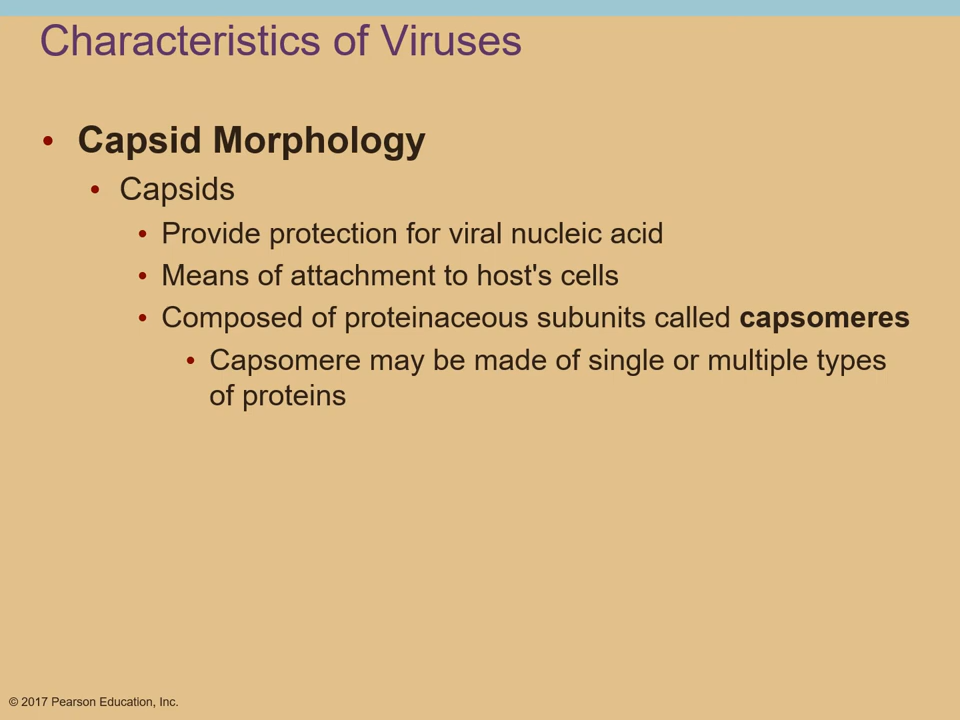 Characteristics of Viruses
• Capsid Morphology
• Capsids
• Provide protection for viral nucleic acid
• Means of attachment to host's cells
• Composed of proteinaceous subunits called capsomeres
• Capsomere may be made of single or multiple types
of proteins
© 2017 Pearson Education, Inc.